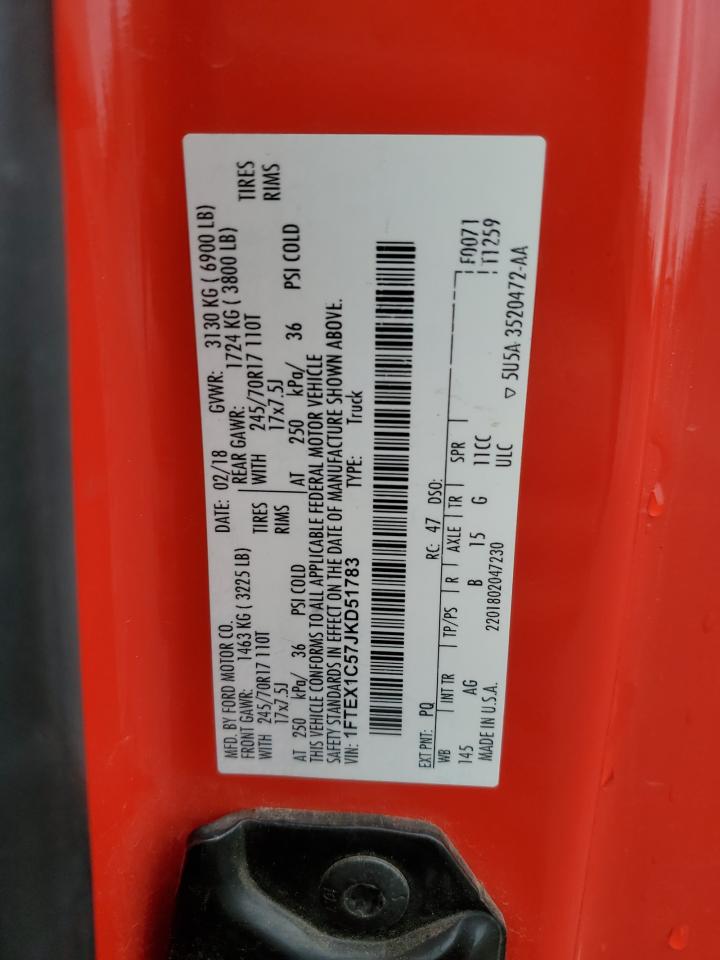 MFD. BY FORD MOTOR CO. DATE: 02/18 GVWR: 3130 KG ( 6900 LB)
FRONT GAWR: 1463 KG ( 3225 LB) REAR GAWR: 1724 KG ( 3800 LB)
WITH 245/70R17 110T TIRES WITH 245/70R17 110T TIRES
17x7.5J RIMS 17x7.5J RIMS
AT 250 kPa/ 36 PSI COLD AT 250 kPa/ 36 PSI COLD
THIS VEHICLE CONFORMS TO ALL APPLICABLE FEDERAL MOTOR VEHICLE
SAFETY STANDARDS IN EFFECT ON THE DATE OF MANUFACTURE SHOWN ABOVE.
VIN: 1FTEX1C57JKD51783 TYPE: Truck
EXT PNT: PQ RC: 47 DSO: F0071
WB INT TR TP/PS R AXLE TR SPR T1259
145 AG B 15 G 11CC
MADE IN U.S.A. 2201802047230 ULC ▽ 5U5A-3520472-AA